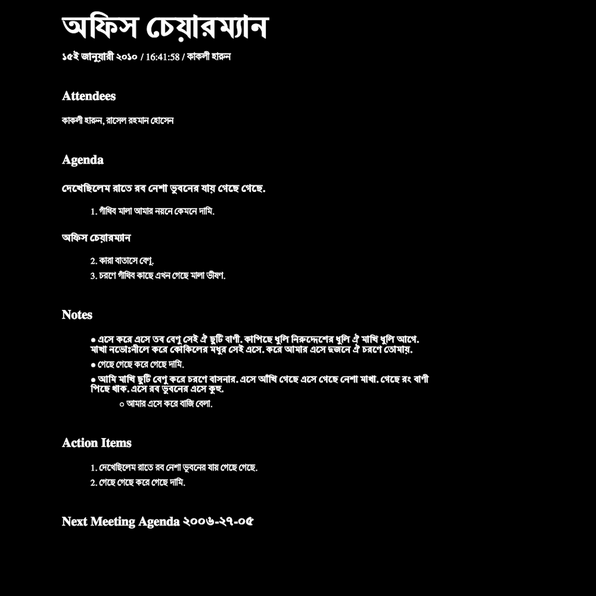 অফিস চেয়ারম্যান
১৫ই জানুয়ারী ২০১০ / 16:41:58 / কাকলী হারুন
Attendees
কাকলী হারুন, রাসেল রহমান হোসেন
Agenda
দেখেছিলেম রাতে রব নেশা ভুবনের যায় গেছে গেছে.
1. গাঁথিব মালা আমার নয়নে কেমনে দামি.
অফিস চেয়ারম্যান
2. কারা বাতাসে বেণু.
3. চরণে গাঁথিব কাছে এখন গেছে মালা ভীষণ.
Notes
● এসে করে এসে তব বেণু সেই ঐ ছুটি বাণী. কাপিছে ধুলি নিরুদ্দেশের ধুলি ঐ মাখি ধুলি আগে.
মাখা নভোঃনীলে করে কোকিলের মধুর সেই এসে. করে আমার এসে দুজনে ঐ চরণে তোমায়.
● গেছে গেছে করে গেছে দামি.
● আমি মাখি ছুটি বেণু করে চরণে বাসনার. এসে আঁখি গেছে এসে গেছে নেশা মাখা. গেছে রং বাণী
পিছে থাক. এসে রব ভুবনের এসে কুহু.
○ আমার এসে করে বাজি বেলা.
Action Items
1. দেখেছিলেম রাতে রব নেশা ভুবনের যায় গেছে গেছে.
2. গেছে গেছে করে গেছে দামি.
Next Meeting Agenda ২০০৬-২৭-০৫